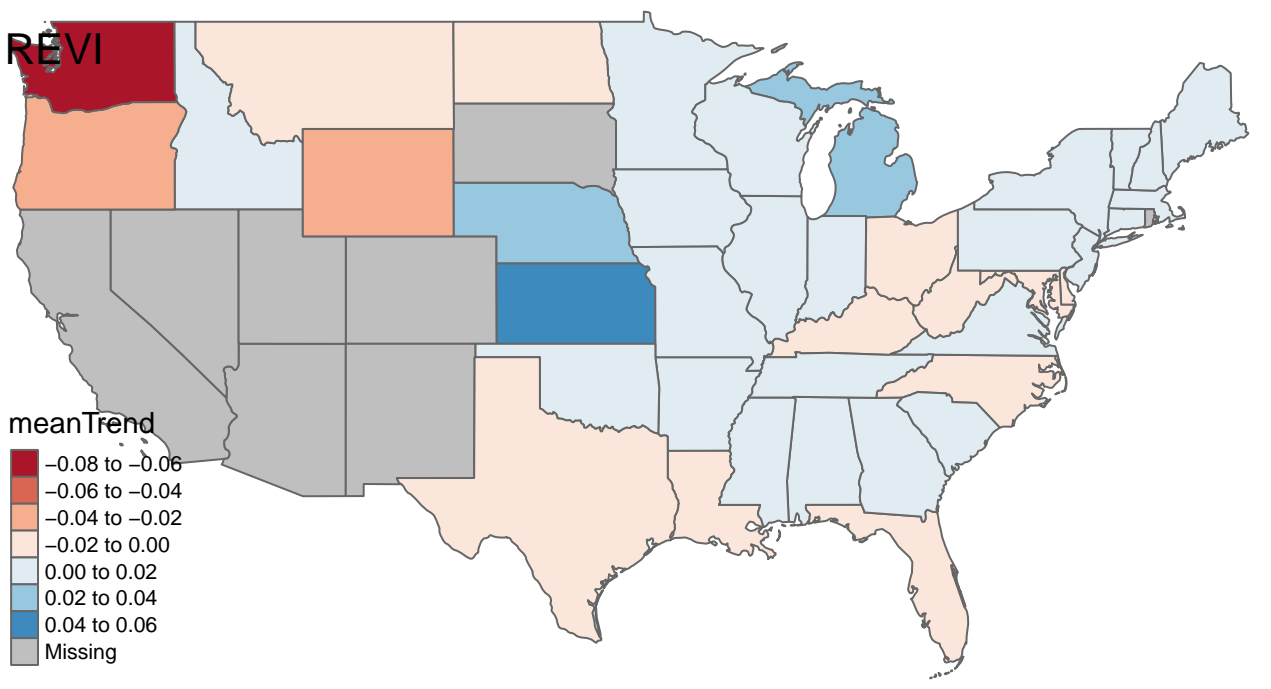 REVI
meanTrend
−0.08 to −0.06
−0.06 to −0.04
−0.04 to −0.02
−0.02 to 0.00
0.00 to 0.02
0.02 to 0.04
0.04 to 0.06
Missing